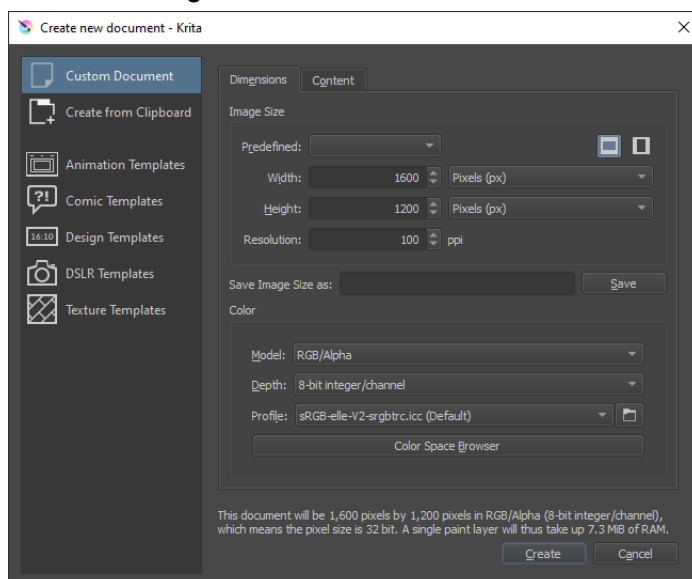 Create new document - Krita
Custom Document
Create from Clipboard
Animation Templates
?!
Comic Templates
16:10
Design Templates
DSLR Templates
Texture Templates
Dimensions
Content
Image Size
Predefined:
Width: 1600 Pixels (px)
Height: 1200 Pixels (px)
Resolution: 100 ppi
Save Image Size as:
Save
Color
Model: RGB/Alpha
Depth: 8-bit integer/channel
Profile: sRGB-elle-V2-srgbtrc.icc (Default)
Color Space Browser
This document will be 1,600 pixels by 1,200 pixels in RGB/Alpha (8-bit integer/channel),
which means the pixel size is 32 bit. A single paint layer will thus take up 7.3 MiB of RAM.
Create
Cancel